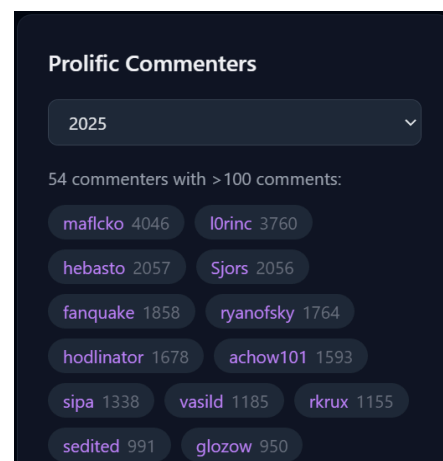 Prolific Commenters
2025
54 commenters with >100 comments:
maflcko 4046 l0rinc 3760
hebasto 2057 Sjors 2056
fanquake 1858 ryanofsky 1764
hodlinator 1678 achow101 1593
sipa 1338 vasild 1185 rkrux 1155
sedited 991 glozow 950